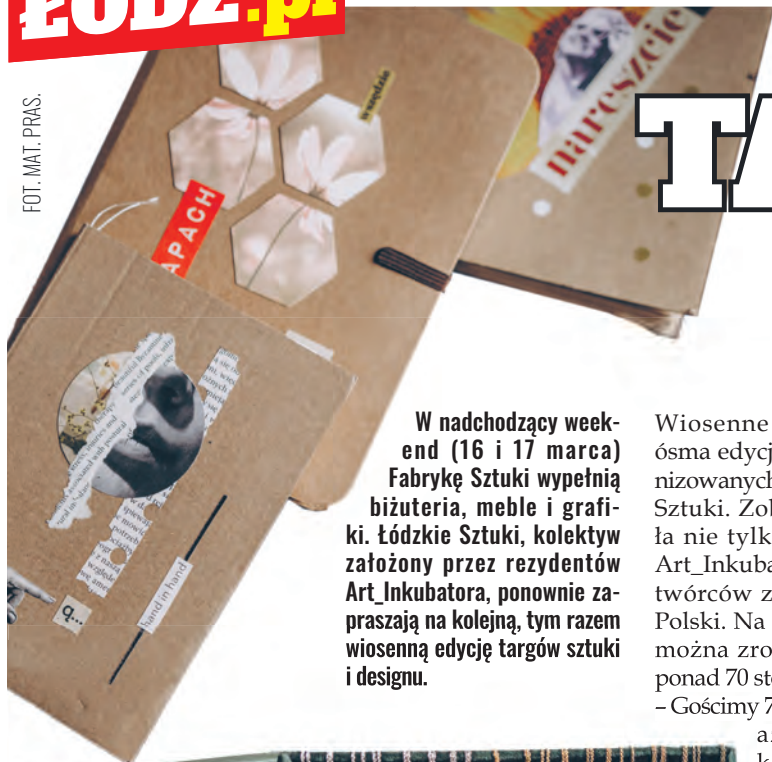 ŁÓDŹ.pl
FOT. MAT. PRAS.
wszędzie
nareszcie
APACH
hand in hand
q...
W nadchodzący week-
end (16 i 17 marca)
Fabrykę Sztuki wypełnią
biżuteria, meble i grafi-
ki. Łódzkie Sztuki, kolektyw
założony przez rezydentów
Art_Inkubatora, ponownie za-
praszają na kolejną, tym razem
wiosenną edycję targów sztuki
i designu.
Wiosenne
ósma edycj
nizowanych
Sztuki. Zob
ła nie tylk
Art_Inkuba
twórców z
Polski. Na
można zro
ponad 70 sto
– Gościmy 7